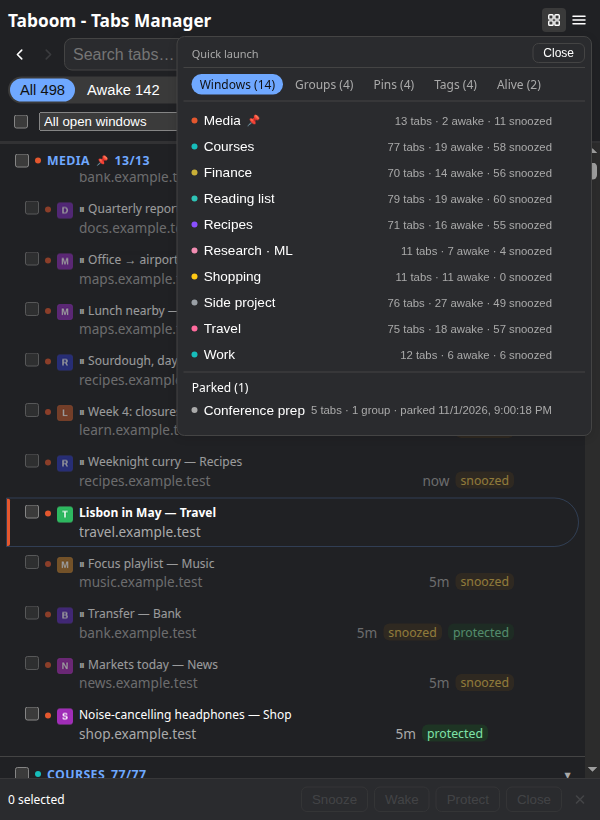 Taboom - Tabs Manager
Search tabs…
Quick launch
Close
All 498
Awake 142
Windows (14)
Groups (4)
Pins (4)
Tags (4)
Alive (2)
All open windows
Media 📌 13 tabs · 2 awake · 11 snoozed
Courses 77 tabs · 19 awake · 58 snoozed
Finance 70 tabs · 14 awake · 56 snoozed
Reading list 79 tabs · 19 awake · 60 snoozed
Recipes 71 tabs · 16 awake · 55 snoozed
Research · ML 11 tabs · 7 awake · 4 snoozed
Shopping 11 tabs · 11 awake · 0 snoozed
Side project 76 tabs · 27 awake · 49 snoozed
Travel 75 tabs · 18 awake · 57 snoozed
Work 12 tabs · 6 awake · 6 snoozed
Parked (1)
Conference prep 5 tabs · 1 group · parked 11/1/2026, 9:00:18 PM
MEDIA 📌 13/13
D Quarterly repor
docs.example.t
M Office → airport
maps.example.
M Lunch nearby —
maps.example.
R Sourdough, day
recipes.exampl
L Week 4: closure
learn.example.t
R Weeknight curry — Recipes
recipes.example.test now snoozed
T Lisbon in May — Travel
travel.example.test
M Focus playlist — Music
music.example.test 5m snoozed
B Transfer — Bank
bank.example.test 5m snoozed protected
N Markets today — News
news.example.test 5m snoozed
S Noise-cancelling headphones — Shop
shop.example.test 5m protected
COURSES 77/77
0 selected
Snooze
Wake
Protect
Close